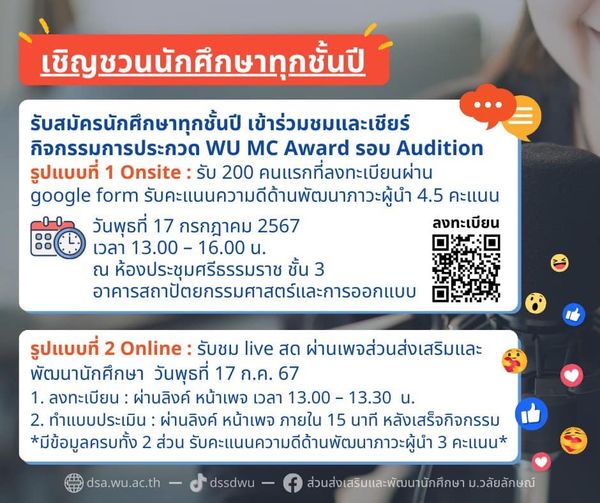 เชิญชวนนักศึกษาทุกชั้นปี
รับสมัครนักศึกษาทุกชั้นปี เข้าร่วมชมและเชียร์
กิจกรรมการประกวด WU MC Award รอบ Audition
รูปแบบที่ 1 Onsite : รับ 200 คนแรกที่ลงทะเบียนผ่าน
google form รับคะแนนความดีด้านพัฒนาภาวะผู้นำ 4.5 คะแนน
วันพุธที่ 17 กรกฎาคม 2567
เวลา 13.00 – 16.00 น.
ณ ห้องประชุมศรีธรรมราช ชั้น 3
อาคารสถาปัตยกรรมศาสตร์และการออกแบบ
ลงทะเบียน
รูปแบบที่ 2 Online : รับชม live สด ผ่านเพจส่วนส่งเสริมและ
พัฒนานักศึกษา วันพุธที่ 17 ก.ค. 67
1. ลงทะเบียน : ผ่านลิงค์ หน้าเพจ เวลา 13.00 – 13.30 น.
2. ทำแบบประเมิน : ผ่านลิงค์ หน้าเพจ ภายใน 15 นาที หลังเสร็จกิจกรรม
*มีข้อมูลครบทั้ง 2 ส่วน รับคะแนนความดีด้านพัฒนาภาวะผู้นำ 3 คะแนน*
dsa.wu.ac.th — dssdwu — ส่วนส่งเสริมและพัฒนานักศึกษา ม.วลัยลักษณ์